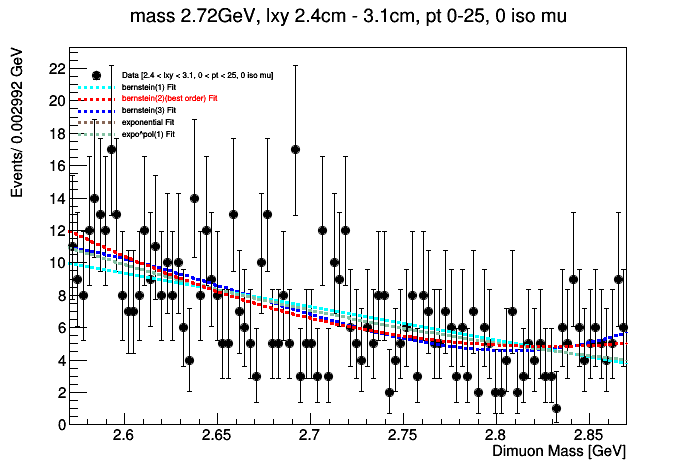 mass 2.72GeV, lxy 2.4cm - 3.1cm, pt 0-25, 0 iso mu
Events/ 0.002992 GeV
22
20
18
16
14
12
10
8
6
4
2
0
Data [2.4 < lxy < 3.1, 0 < pt < 25, 0 iso mu]
bernstein(1) Fit
bernstein(2)(best order) Fit
bernstein(3) Fit
exponential Fit
expo*pol(1) Fit
2.6
2.65
2.7
2.75
2.8
2.85
Dimuon Mass [GeV]